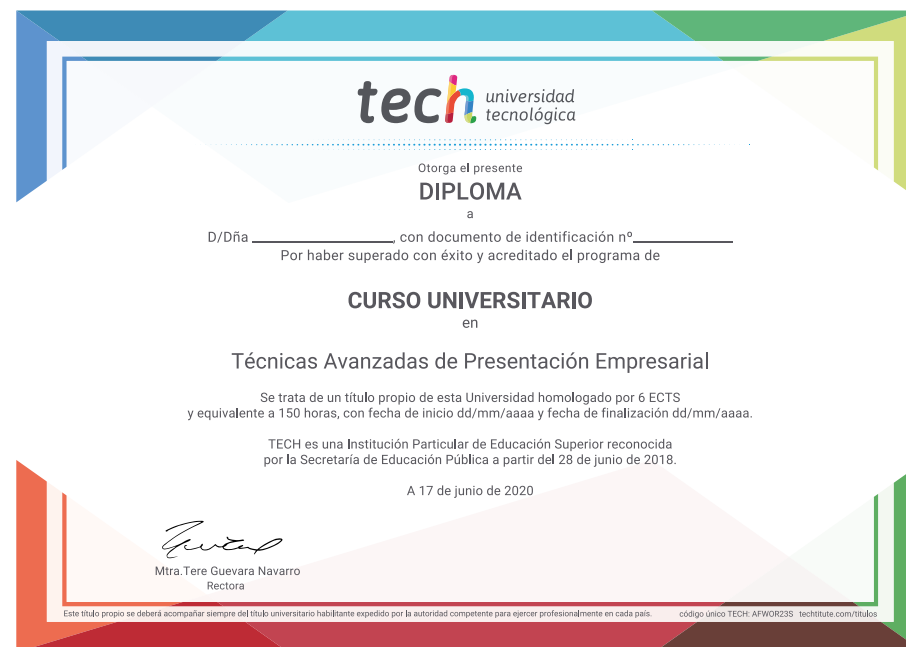 tech universidad
tecnológica
Otorga el presente
DIPLOMA
a
D/Dña ____________________, con documento de identificación nº______________
Por haber superado con éxito y acreditado el programa de
CURSO UNIVERSITARIO
en
Técnicas Avanzadas de Presentación Empresarial
Se trata de un título propio de esta Universidad homologado por 6 ECTS
y equivalente a 150 horas, con fecha de inicio dd/mm/aaaa y fecha de finalización dd/mm/aaaa.
TECH es una Institución Particular de Educación Superior reconocida
por la Secretaría de Educación Pública a partir del 28 de junio de 2018.
A 17 de junio de 2020
Mtra.Tere Guevara Navarro
Rectora
Este título propio se deberá acompañar siempre del título universitario habilitante expedido por la autoridad competente para ejercer profesionalmente en cada país. código único TECH: AFWOR23S techtitute.com/titulos